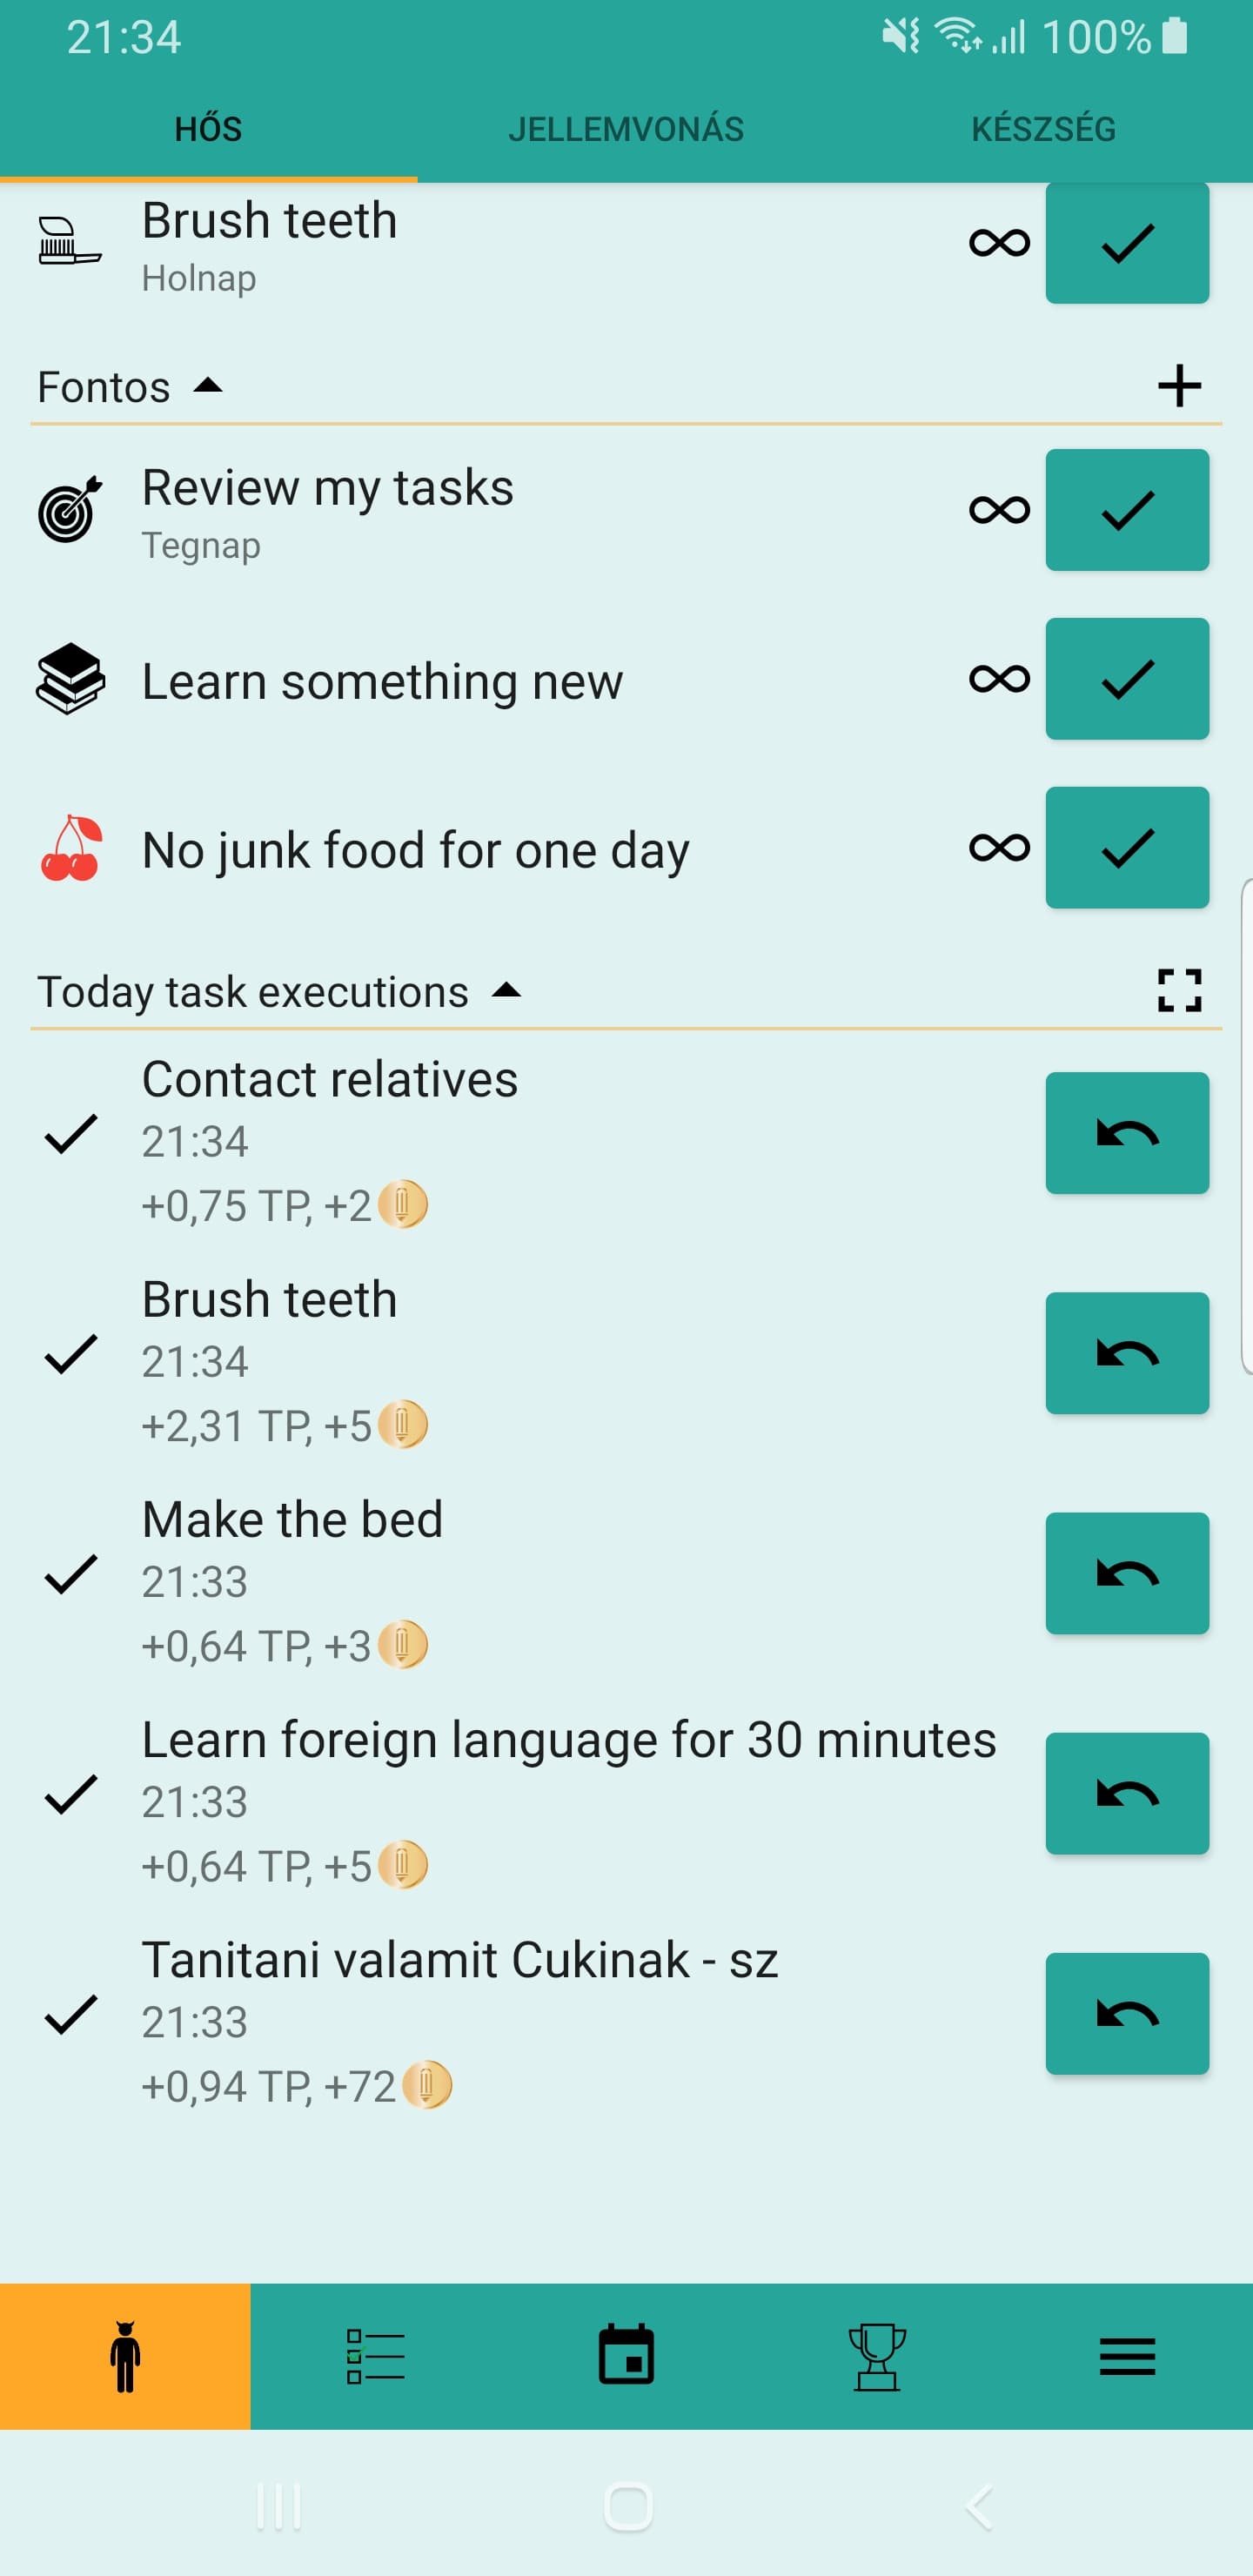 21:34 100%
HŐS JELLEMVONÁS KÉSZSÉG
Brush teeth
Holnap
Fontos
Review my tasks
Tegnap
Learn something new
No junk food for one day
Today task executions
Contact relatives
21:34
+0,75 TP, +2
Brush teeth
21:34
+2,31 TP, +5
Make the bed
21:33
+0,64 TP, +3
Learn foreign language for 30 minutes
21:33
+0,64 TP, +5
Tanitani valamit Cukinak - sz
21:33
+0,94 TP, +72